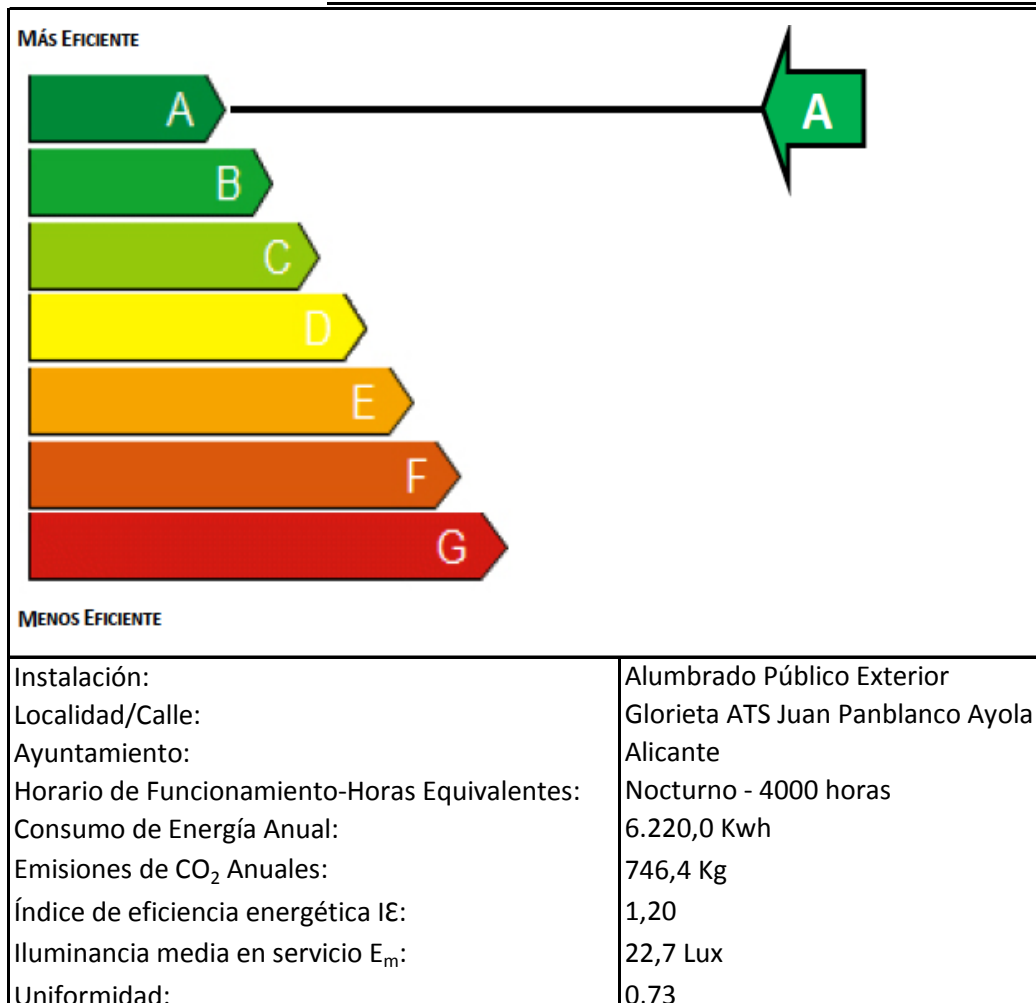 MÁS EFICIENTE
A
A
B
C
D
E
F
G
MENOS EFICIENTE
Instalación: Alumbrado Público Exterior
Localidad/Calle: Glorieta ATS Juan Panblanco Ayola
Ayuntamiento: Alicante
Horario de Funcionamiento-Horas Equivalentes: Nocturno - 4000 horas
Consumo de Energía Anual: 6.220,0 Kwh
Emisiones de CO₂ Anuales: 746,4 Kg
Índice de eficiencia energética IƐ: 1,20
Iluminancia media en servicio Eₘ: 22,7 Lux
Uniformidad: 0,73